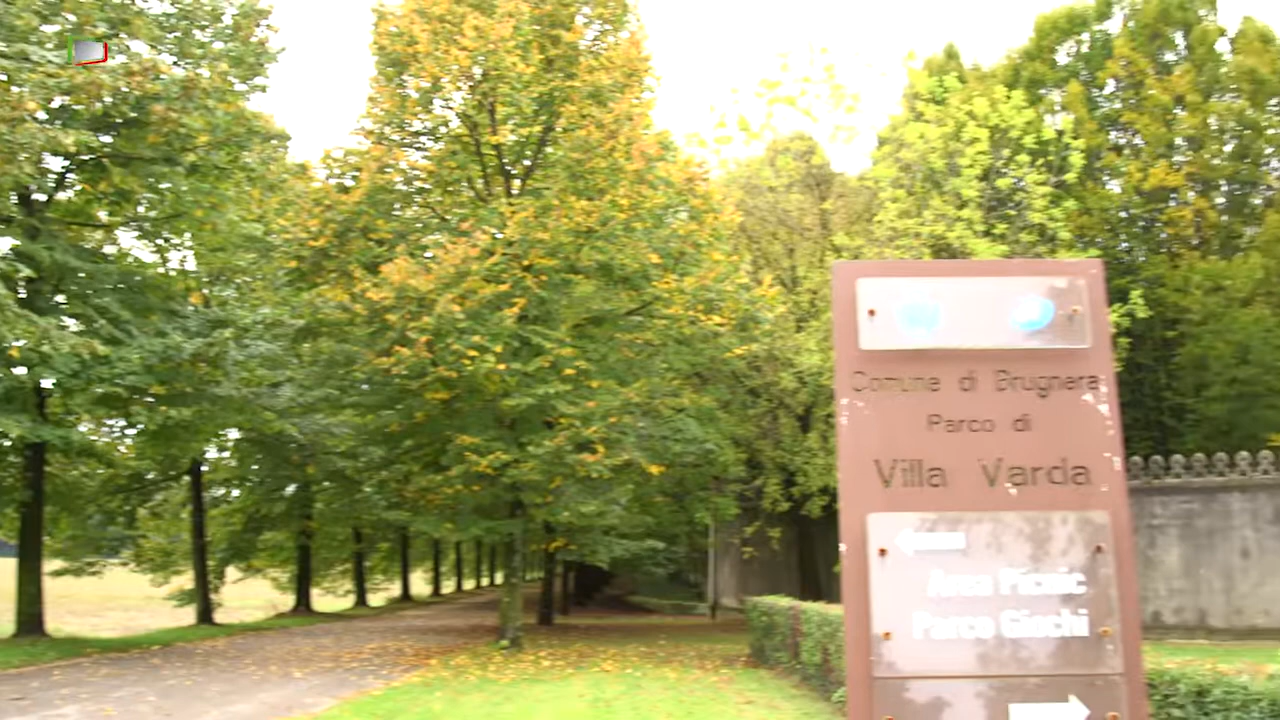 Comune di Brugnera
Parco di
Villa Varda
Area Picnic
Parco Giochi